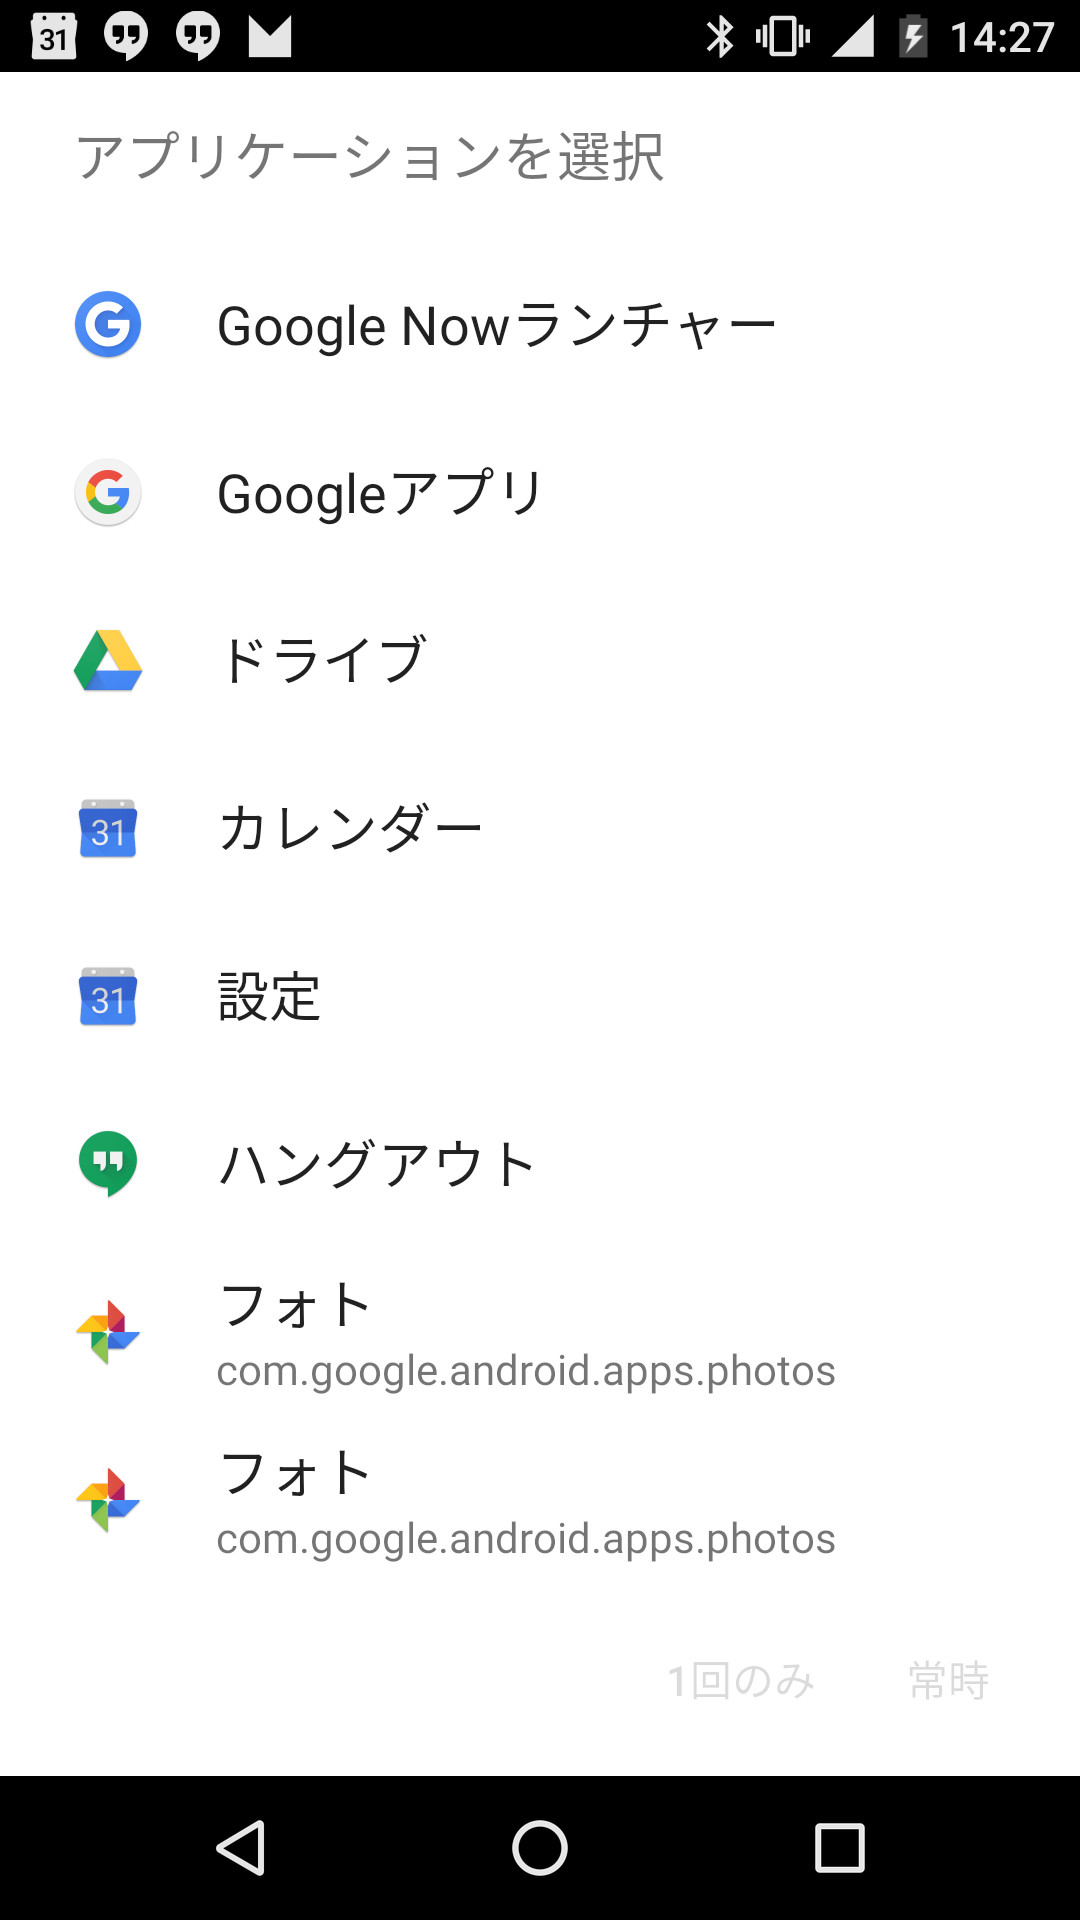 31
14:27
アプリケーションを選択
Google Nowランチャー
Googleアプリ
ドライブ
31
カレンダー
31
設定
ハングアウト
フォト
com.google.android.apps.photos
フォト
com.google.android.apps.photos
1回のみ
常時